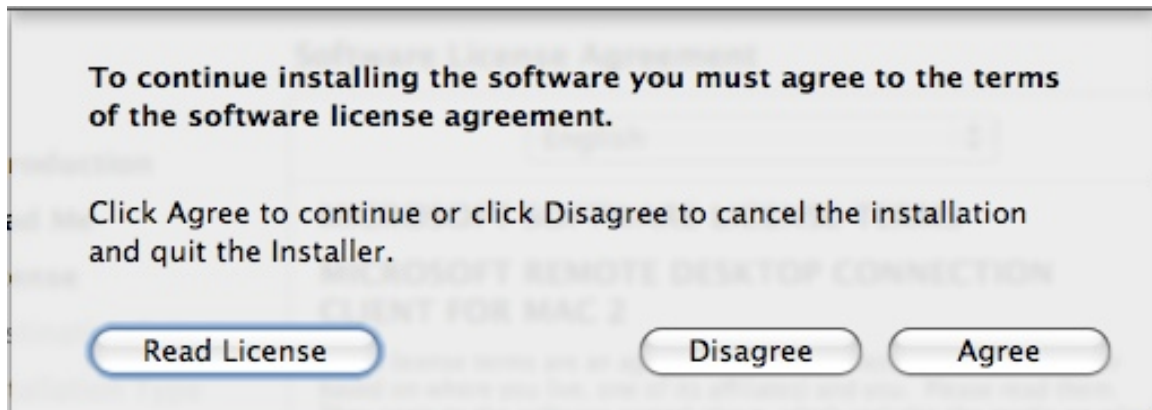 Software License Agreement
To continue installing the software you must agree to the terms
of the software license agreement.
English
Click Agree to continue or click Disagree to cancel the installation
and quit the Installer.
MICROSOFT REMOTE DESKTOP CONNECTION
CLIENT FOR MAC 2
Read License
Disagree
Agree